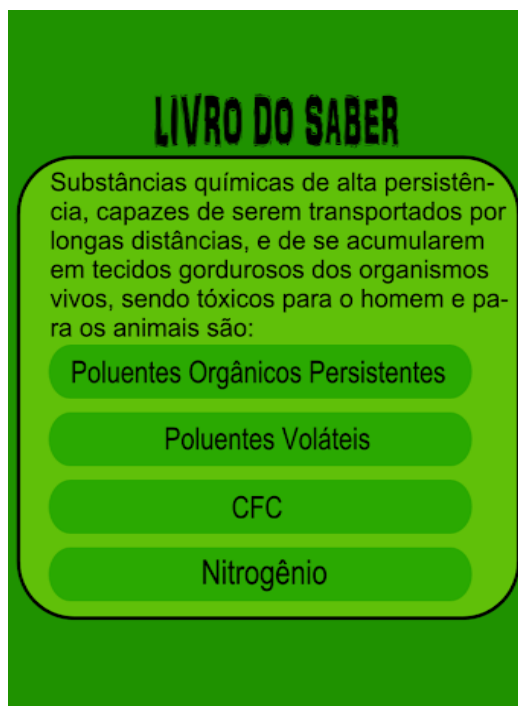 LIVRO DO SABER
Substâncias químicas de alta persistên-
cia, capazes de serem transportados por
longas distâncias, e de se acumularem
em tecidos gordurosos dos organismos
vivos, sendo tóxicos para o homem e pa-
ra os animais são:
Poluentes Orgânicos Persistentes
Poluentes Voláteis
CFC
Nitrogênio